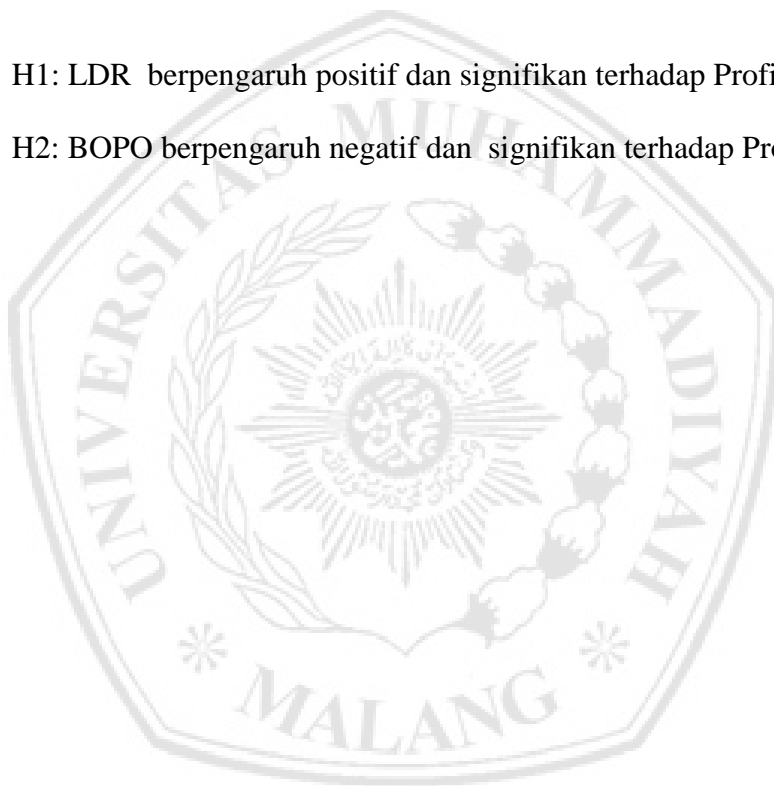 H1: LDR berpengaruh positif dan signifikan terhadap Profi
H2: BOPO berpengaruh negatif dan signifikan terhadap Pro
UNIVERSITAS MUHAMMADIYAH
MALANG